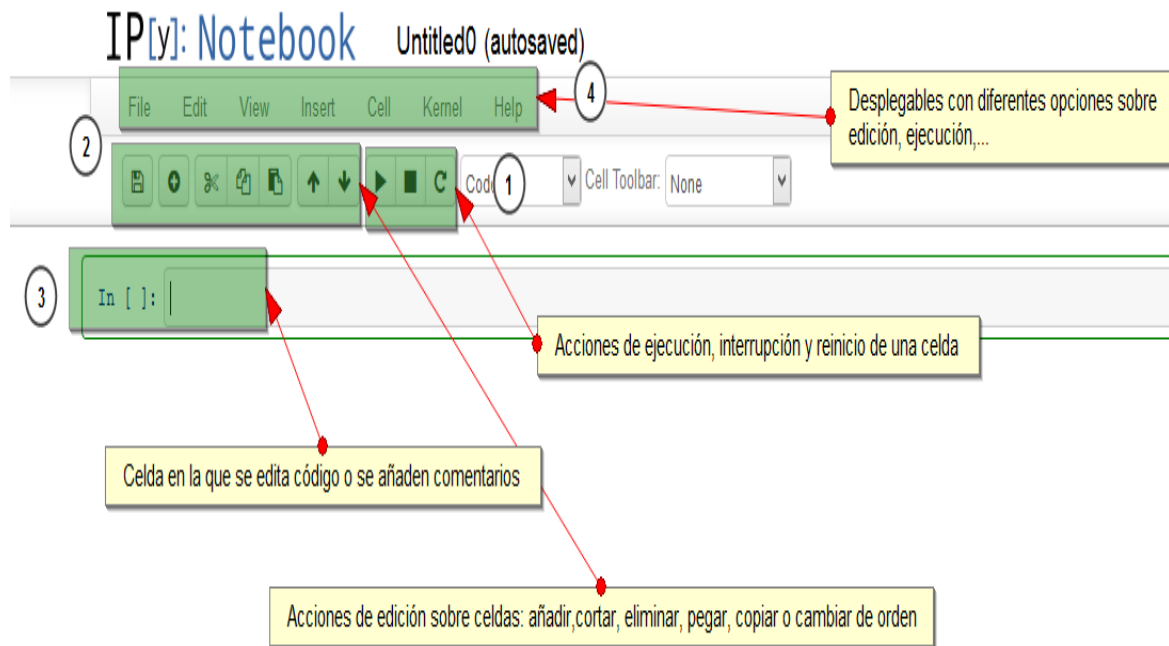 IP[y]: Notebook Untitled0 (autosaved)
File Edit View Insert Cell Kernel Help
4
Desplegables con diferentes opciones sobre
edición, ejecución,...
2
1
Cell Toolbar: None
3
In [ ]:
Acciones de ejecución, interrupción y reinicio de una celda
Celda en la que se edita código o se añaden comentarios
Acciones de edición sobre celdas: añadir,cortar, eliminar, pegar, copiar o cambiar de orden